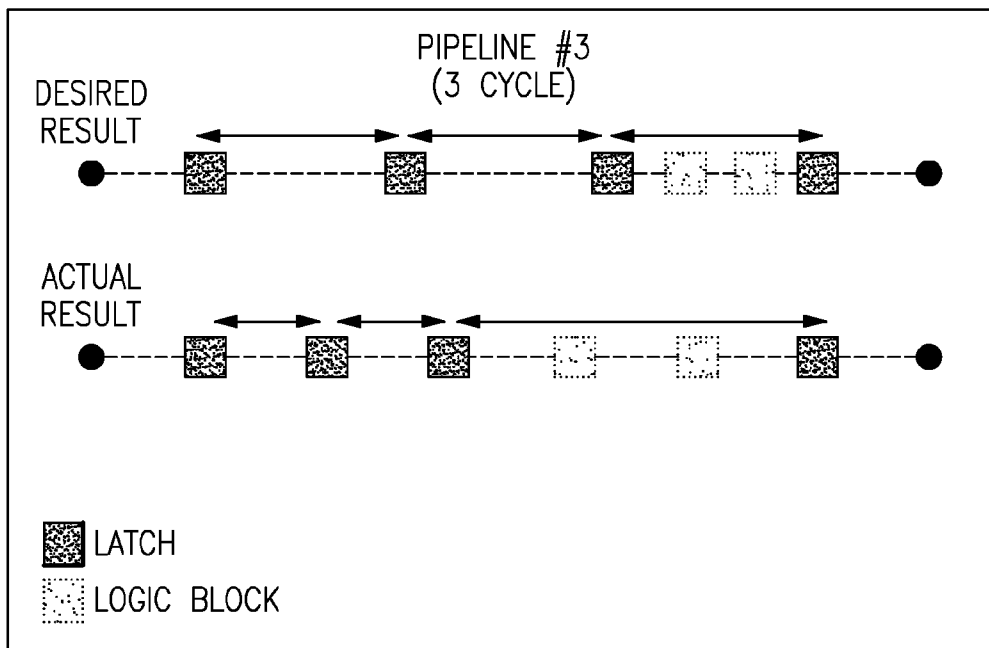 PIPELINE #3
(3 CYCLE)
DESIRED
RESULT
ACTUAL
RESULT
LATCH
LOGIC BLOCK